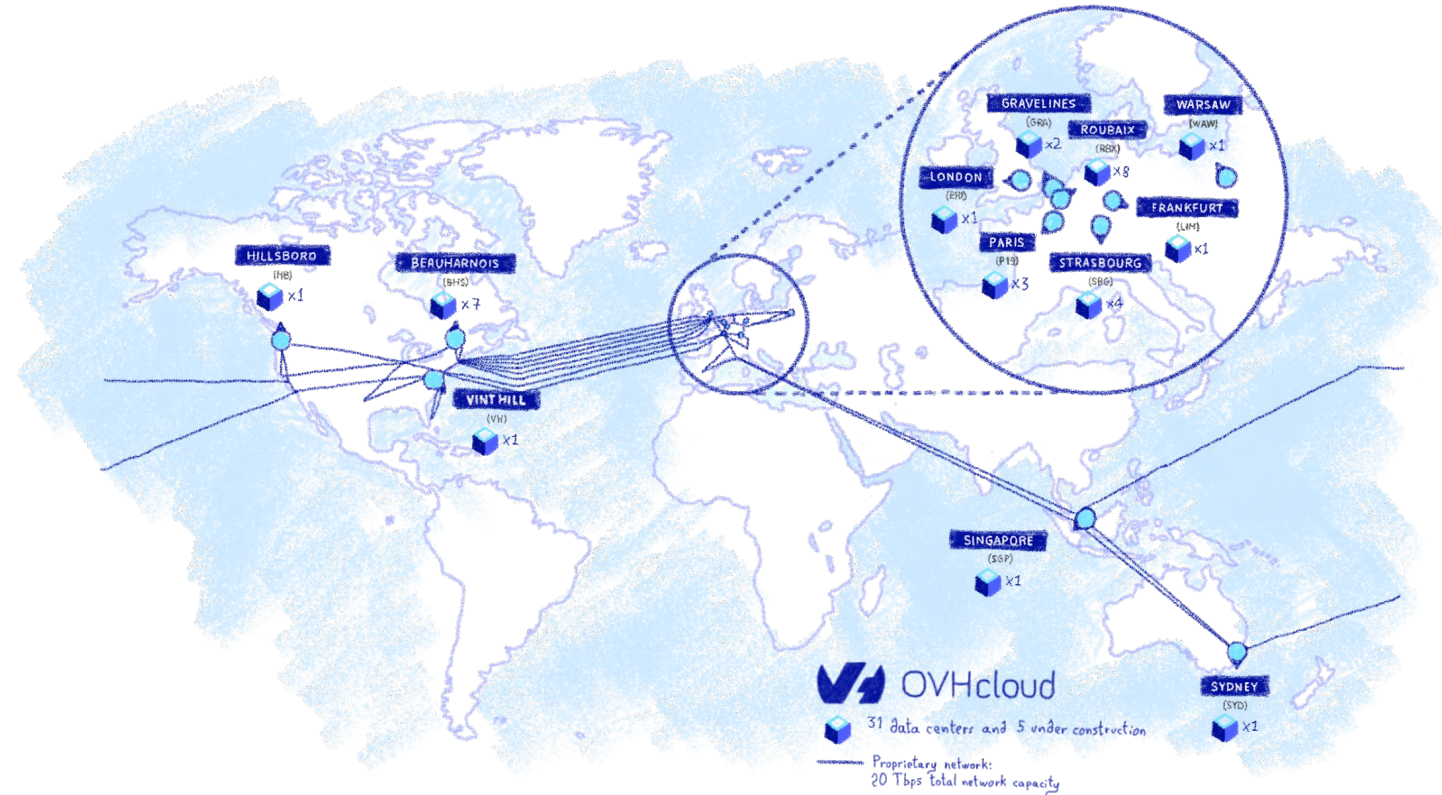 GRAVELINES
(GRA)
x2
WARSAW
(WAW)
x1
ROUBAIX
(RBX)
x8
LONDON
x1
FRANKFURT
(LIM)
x1
PARIS
(P19)
x3
STRASBOURG
(SBG)
x4
HILLSBORO
x1
BEAUHARNOIS
(BHS)
x7
VINT HILL
(VH)
x1
SINGAPORE
(SGP)
x1
SYDNEY
(SYD)
x1
OVHcloud
31 data centers and 5 under construction
Proprietary network:
20 Tbps total network capacity